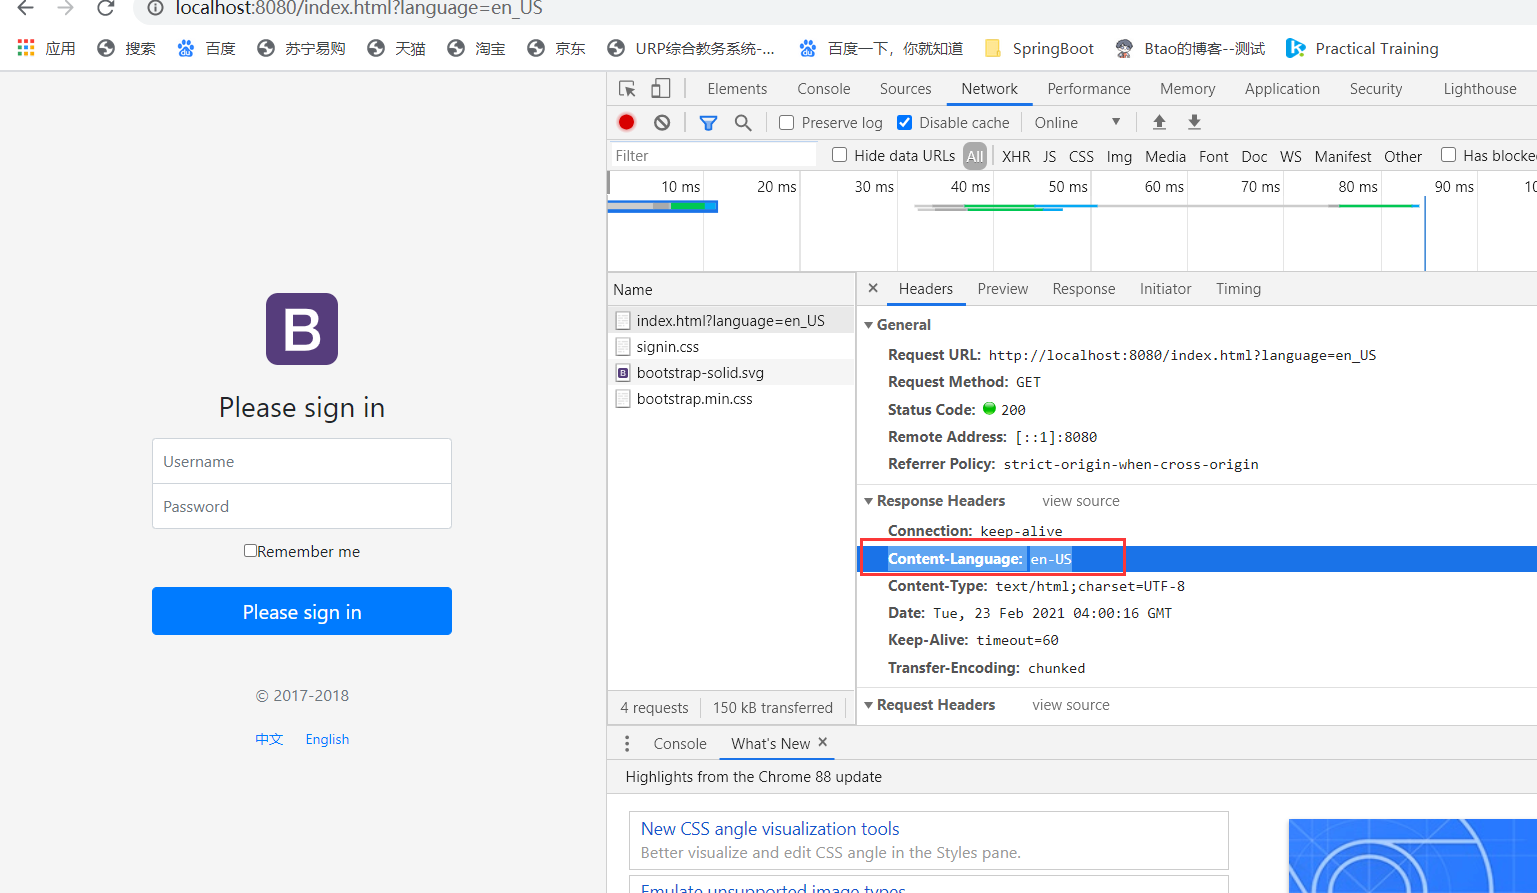 localhost:8080/index.html?language=en_US
应用 搜索 百度 苏宁易购 天猫 淘宝 京东 URP综合教务系统-... 百度一下，你就知道 SpringBoot Btao的博客--测试 Practical Training
B
Please sign in
Username
Password
Remember me
Please sign in
© 2017-2018
中文 English
Elements Console Sources Network Performance Memory Application Security Lighthouse
Preserve log Disable cache Online
Filter Hide data URLs All XHR JS CSS Img Media Font Doc WS Manifest Other Has blocke
10 ms 20 ms 30 ms 40 ms 50 ms 60 ms 70 ms 80 ms 90 ms 10
Name
index.html?language=en_US
signin.css
bootstrap-solid.svg
bootstrap.min.css
4 requests 150 kB transferred
× Headers Preview Response Initiator Timing
General
Request URL: http://localhost:8080/index.html?language=en_US
Request Method: GET
Status Code: 200
Remote Address: [::1]:8080
Referrer Policy: strict-origin-when-cross-origin
Response Headers view source
Connection: keep-alive
Content-Language: en-US
Content-Type: text/html;charset=UTF-8
Date: Tue, 23 Feb 2021 04:00:16 GMT
Keep-Alive: timeout=60
Transfer-Encoding: chunked
Request Headers view source
Console What's New ×
Highlights from the Chrome 88 update
New CSS angle visualization tools
Better visualize and edit CSS angle in the Styles pane.
Emulate unsupported image types